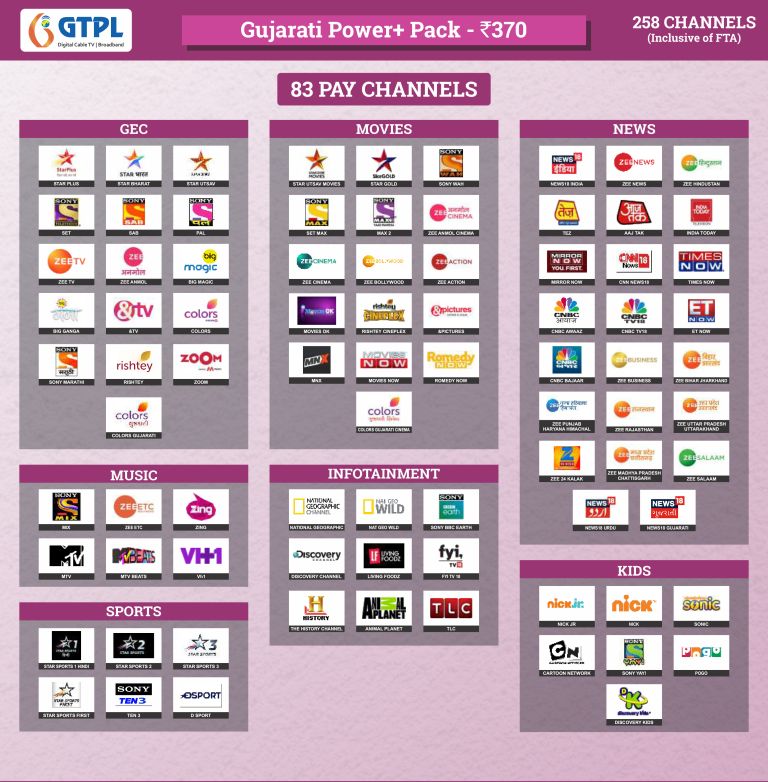 GTPL
Digital Cable TV | Broadband
Gujarati Power+ Pack - ₹370
258 CHANNELS
(Inclusive of FTA)
83 PAY CHANNELS
GEC
STAR PLUS
STAR BHARAT
STAR UTSAV
SET
SAB
PAL
ZEE TV
ZEE ANMOL
BIG MAGIC
BIG GANGA
&TV
COLORS
SONY MARATHI
RISHTEY
ZOOM
COLORS GUJARATI
MUSIC
MIX
ZEE ETC
ZING
MTV
MTV BEATS
VH1
SPORTS
STAR SPORTS 1 HINDI
STAR SPORTS 2
STAR SPORTS 3
STAR SPORTS FIRST
TEN 3
D SPORT
MOVIES
STAR UTSAV MOVIES
STAR GOLD
SONY WAH
SET MAX
MAX 2
ZEE ANMOL CINEMA
ZEE CINEMA
ZEE BOLLYWOOD
ZEE ACTION
MOVIES OK
RISHTEY CINEPLEX
&PICTURES
MNX
MOVIES NOW
ROMEDY NOW
COLORS GUJARATI CINEMA
INFOTAINMENT
NATIONAL GEOGRAPHIC
NAT GEO WILD
SONY BBC EARTH
DISCOVERY CHANNEL
LIVING FOODZ
FYI TV 18
THE HISTORY CHANNEL
ANIMAL PLANET
TLC
NEWS
NEWS18 INDIA
ZEE NEWS
ZEE HINDUSTAN
TEZ
AAJ TAK
INDIA TODAY
MIRROR NOW
CNN NEWS18
TIMES NOW
CNBC AWAAZ
CNBC TV18
ET NOW
CNBC BAJAAR
ZEE BUSINESS
ZEE BIHAR JHARKHAND
ZEE PUNJAB
HARYANA HIMACHAL
ZEE RAJASTHAN
ZEE UTTAR PRADESH
UTTARAKHAND
ZEE 24 KALAK
ZEE MADHYA PRADESH
CHATTISGARH
ZEE SALAAM
NEWS18 URDU
NEWS18 GUJARATI
KIDS
NICK JR
NICK
SONIC
CARTOON NETWORK
SONY YAY!
POGO
DISCOVERY KIDS